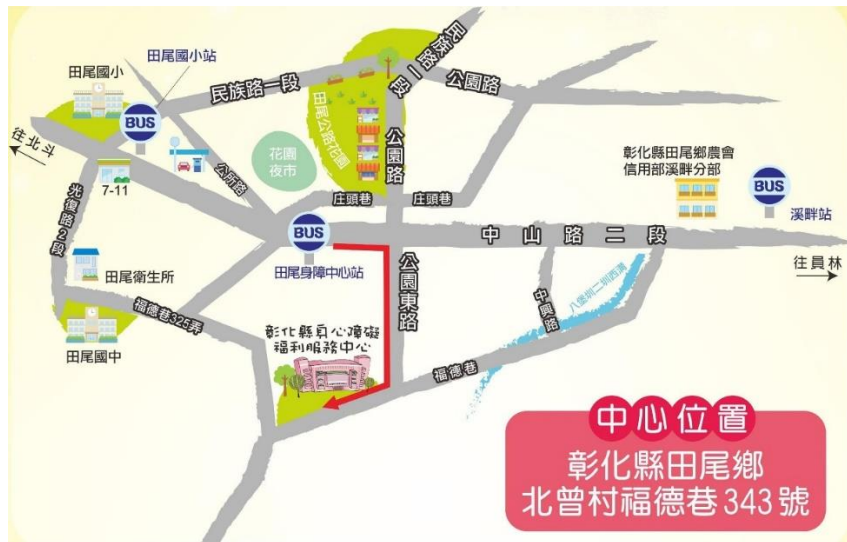 田尾國小站
田尾國小
BUS
往北斗
7-11
光復路2段
田尾衛生所
田尾國中
福德巷325弄
民族路一段
公所路
花園
夜市
田尾公路花園
民族路二段
公園路
公園路
庄頭巷
庄頭巷
BUS
田尾身障中心站
中山路二段
公園東路
彰化縣身心障礙
福利服務中心
福德巷
中興路
八堡圳二圳西溝
彰化縣田尾鄉農會
信用部溪畔分部
BUS
溪畔站
往員林
中心位置
彰化縣田尾鄉
北曾村福德巷343號